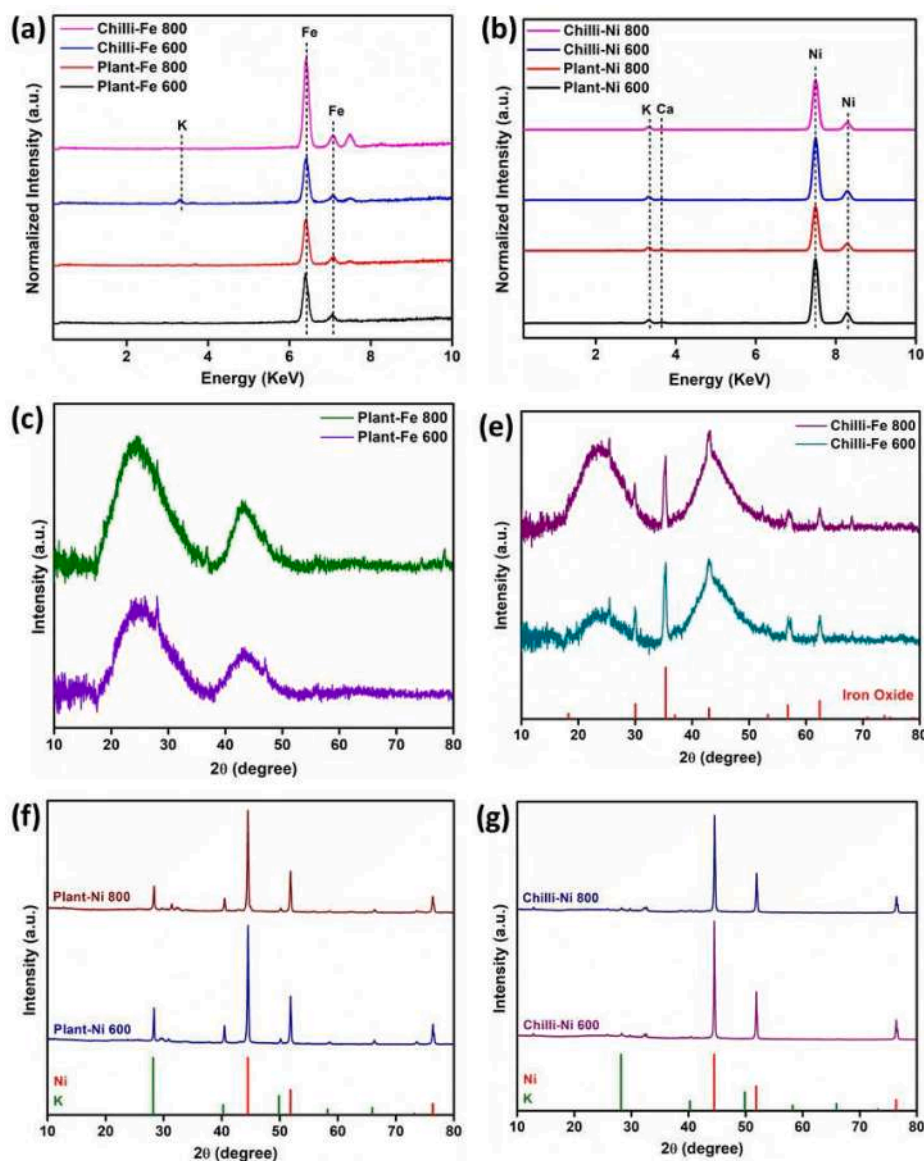 (a)
Chilli-Fe 800
Chilli-Fe 600
Plant-Fe 800
Plant-Fe 600
Fe
Fe
K
Normalized Intensity (a.u.)
2 4 6 8 10
Energy (KeV)
(b)
Chilli-Ni 800
Chilli-Ni 600
Plant-Ni 800
Plant-Ni 600
Ni
K Ca
Ni
Normalized Intensity (a.u.)
2 4 6 8 10
Energy (KeV)
(c)
Plant-Fe 800
Plant-Fe 600
Intensity (a.u.)
10 20 30 40 50 60 70 80
2θ (degree)
(e)
Chilli-Fe 800
Chilli-Fe 600
Iron Oxide
Intensity (a.u.)
10 20 30 40 50 60 70 80
2θ (degree)
(f)
Plant-Ni 800
Plant-Ni 600
Ni
K
Intensity (a.u.)
10 20 30 40 50 60 70 80
2θ (degree)
(g)
Chilli-Ni 800
Chilli-Ni 600
Ni
K
Intensity (a.u.)
10 20 30 40 50 60 70 80
2θ (degree)